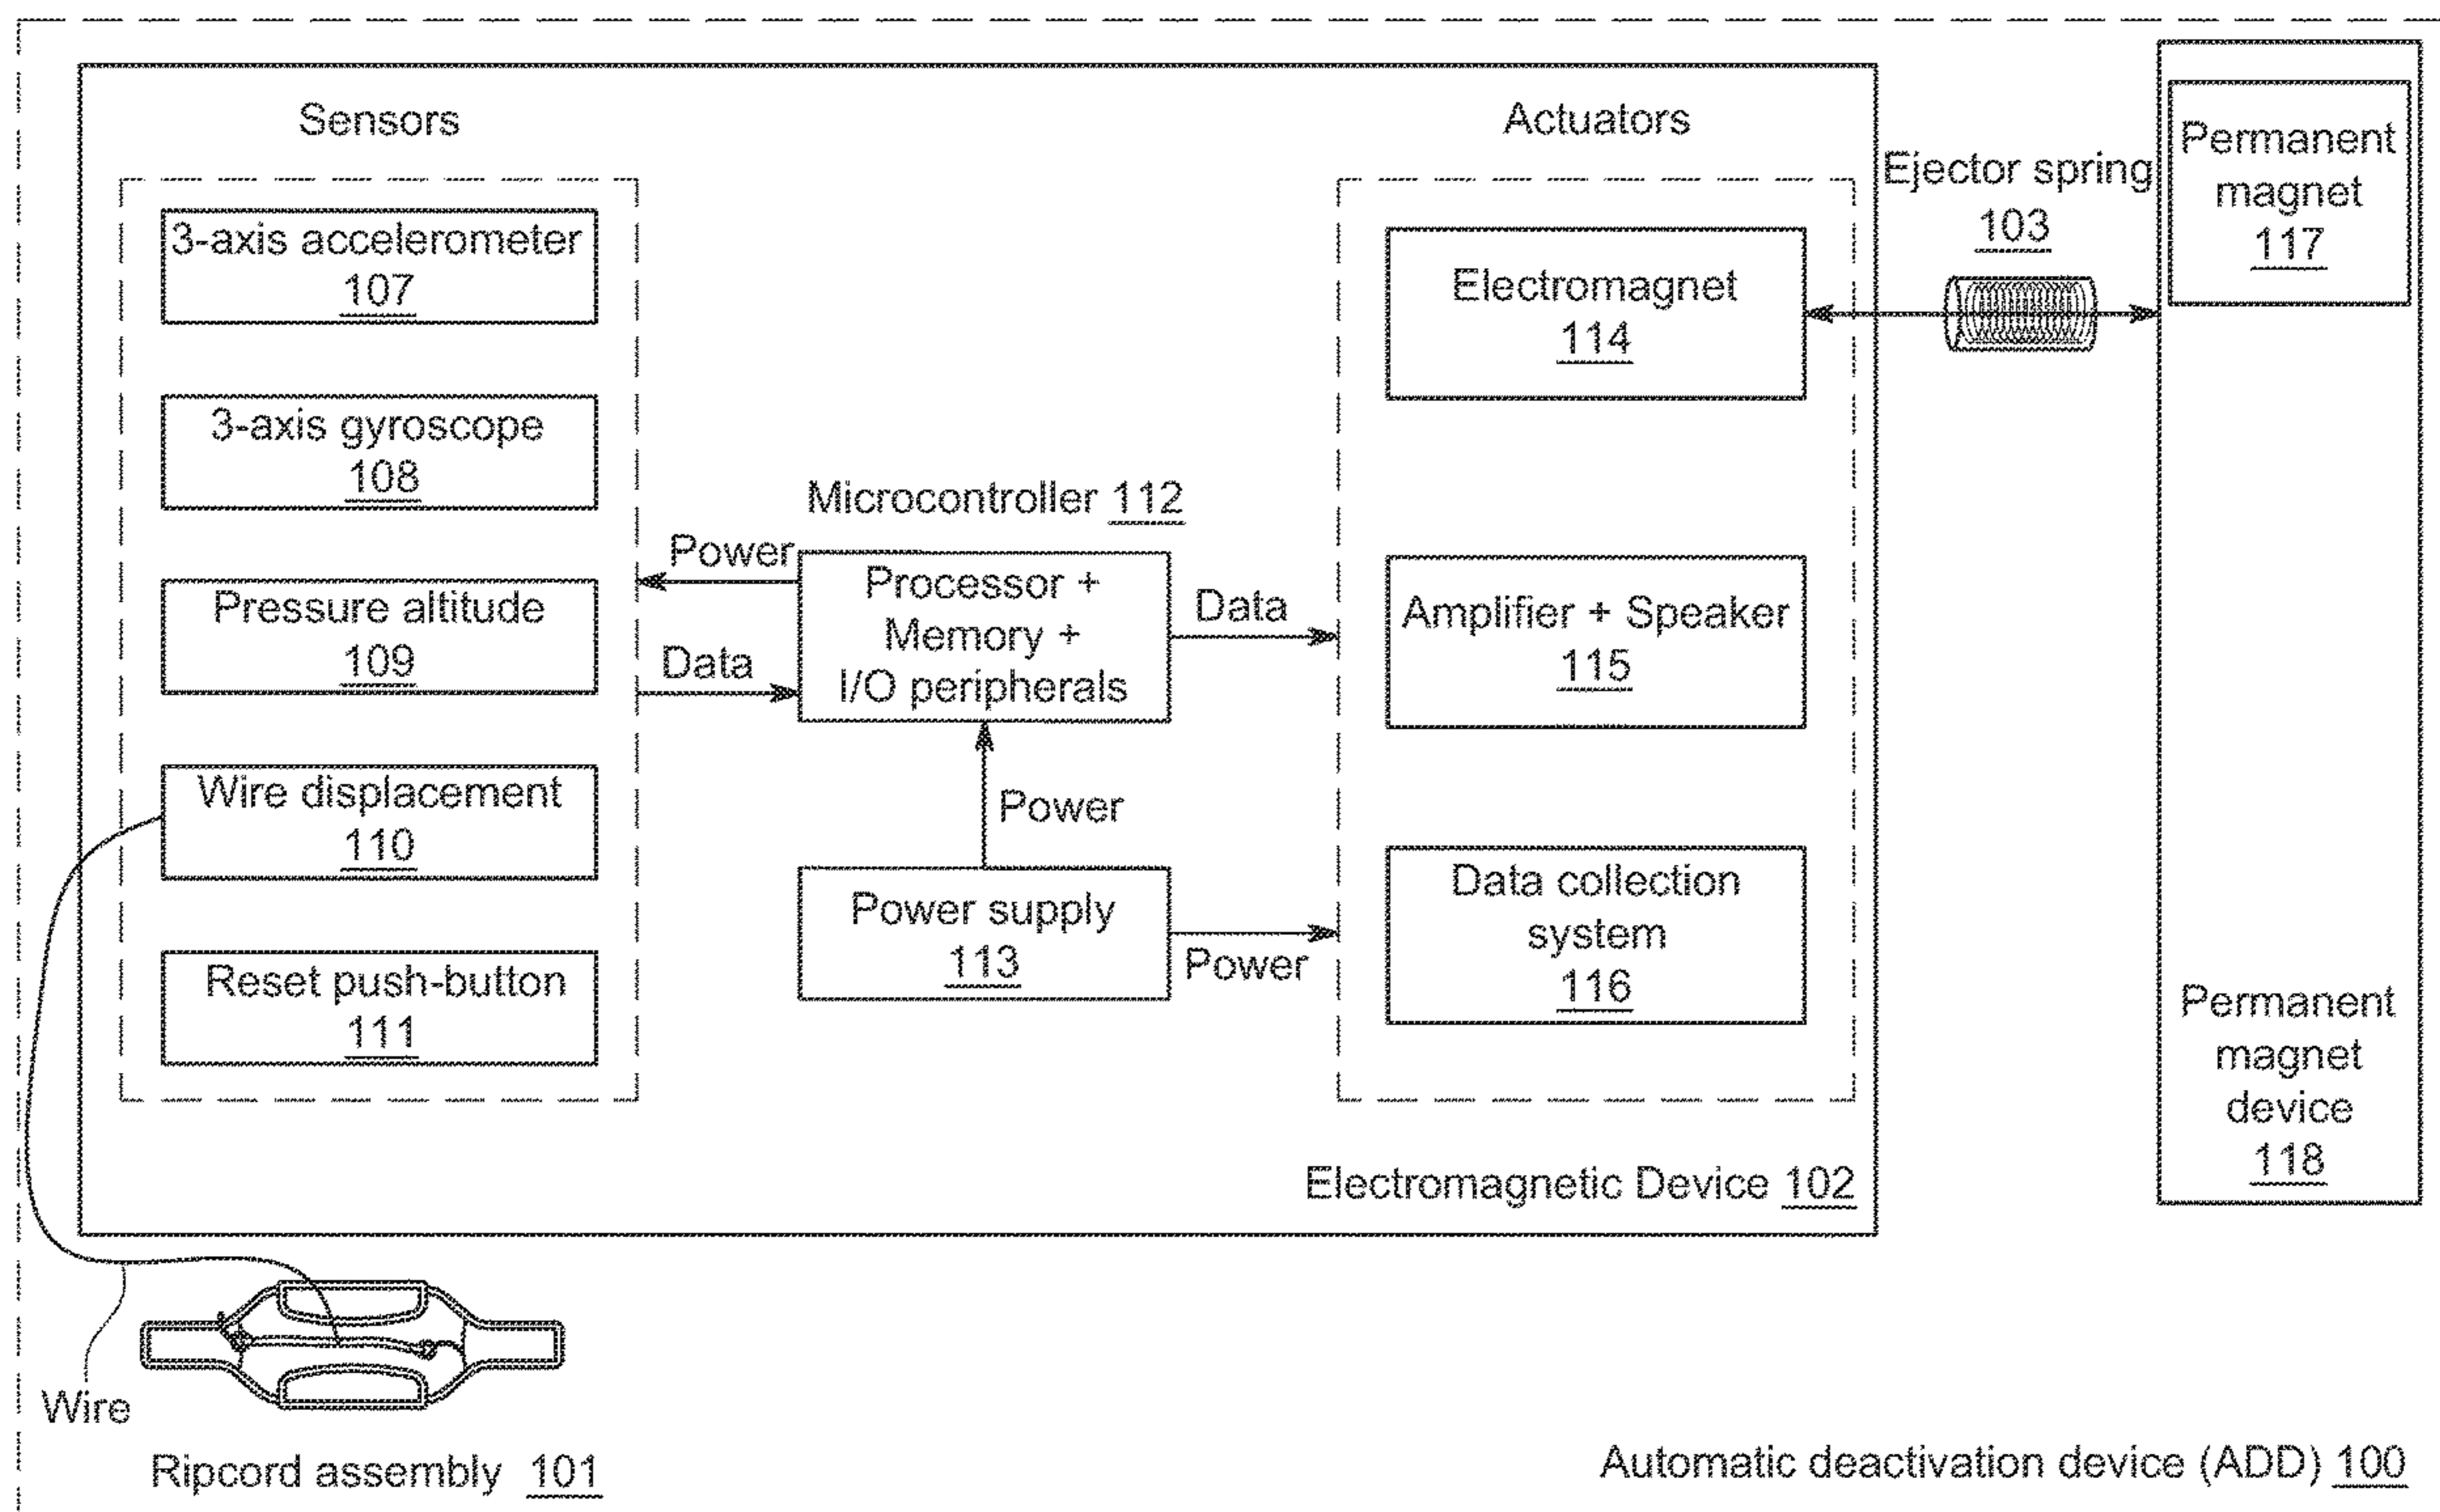 Sensors
3-axis accelerometer
107
3-axis gyroscope
108
Pressure altitude
109
Wire displacement
110
Reset push-button
111
Microcontroller 112
Power
Processor +
Memory +
I/O peripherals
Data
Data
Power
Power supply
113
Power
Actuators
Electromagnet
114
Amplifier + Speaker
115
Data collection
system
116
Electromagnetic Device 102
Ejector spring
103
Permanent
magnet
117
Permanent
magnet
device
118
Wire
Ripcord assembly 101
Automatic deactivation device (ADD) 100